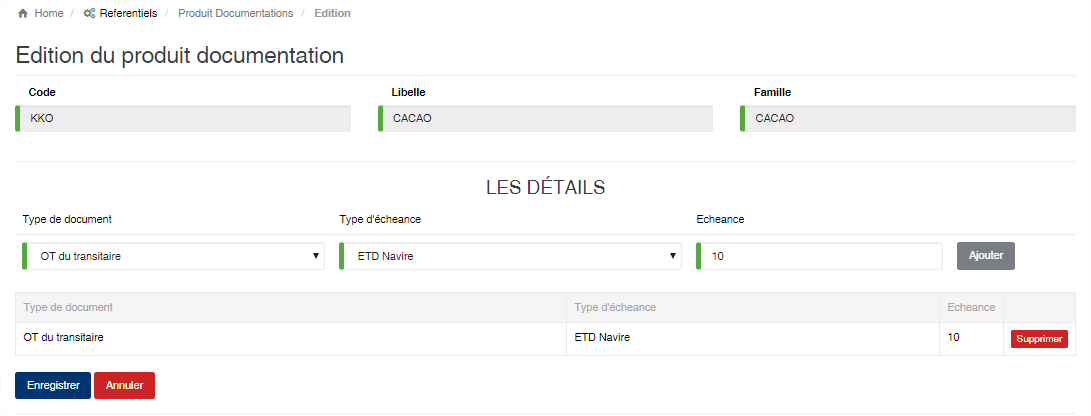 Home / Referentiels / Produit Documentations / Edition
Edition du produit documentation
Code Libelle Famille
KKO CACAO CACAO
LES DÉTAILS
Type de document Type d'écheance Echeance
OT du transitaire ETD Navire 10 Ajouter
Type de document Type d'écheance Echeance
OT du transitaire ETD Navire 10 Supprimer
Enregistrer Annuler